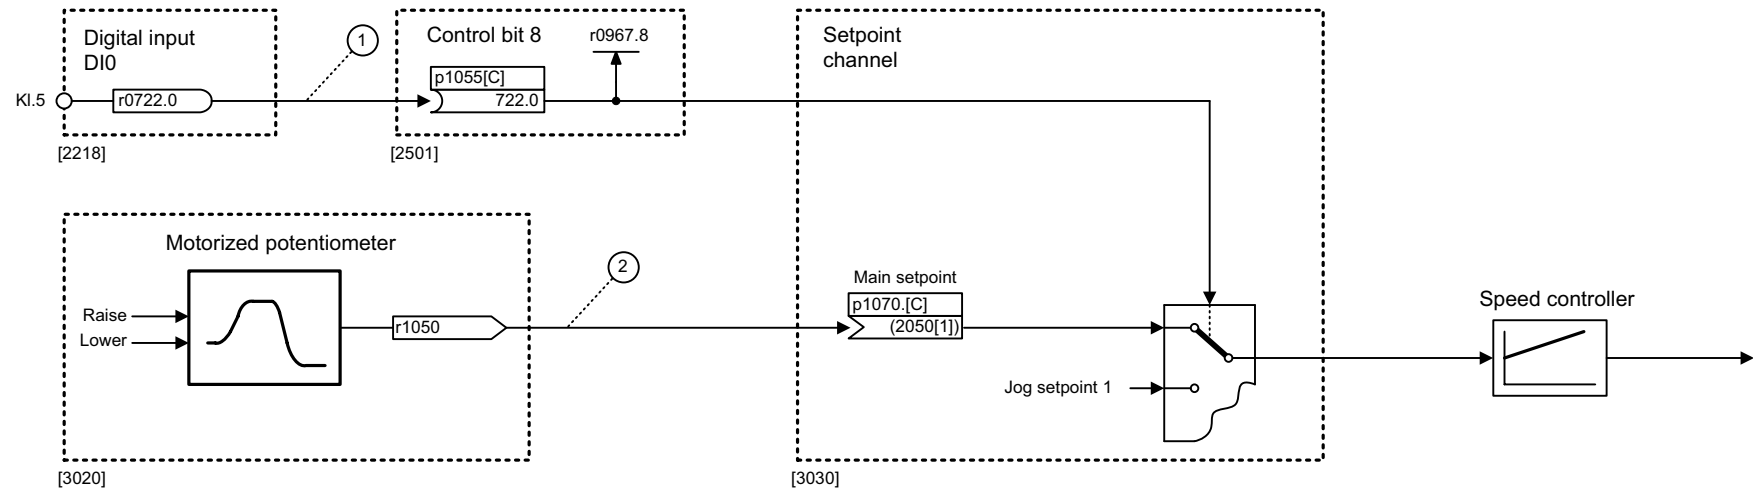 Digital input
DI0
Kl.5
r0722.0
[2218]
1
Control bit 8
r0967.8
p1055[C]
722.0
[2501]
Setpoint
channel
Motorized potentiometer
Raise
Lower
r1050
[3020]
2
Main setpoint
p1070.[C]
(2050[1])
Jog setpoint 1
[3030]
Speed controller